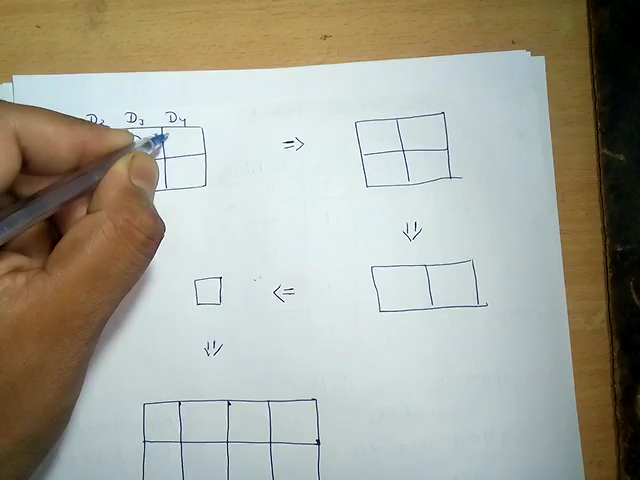 D2 D3 D4
⇒
⇓
⇐
⇓